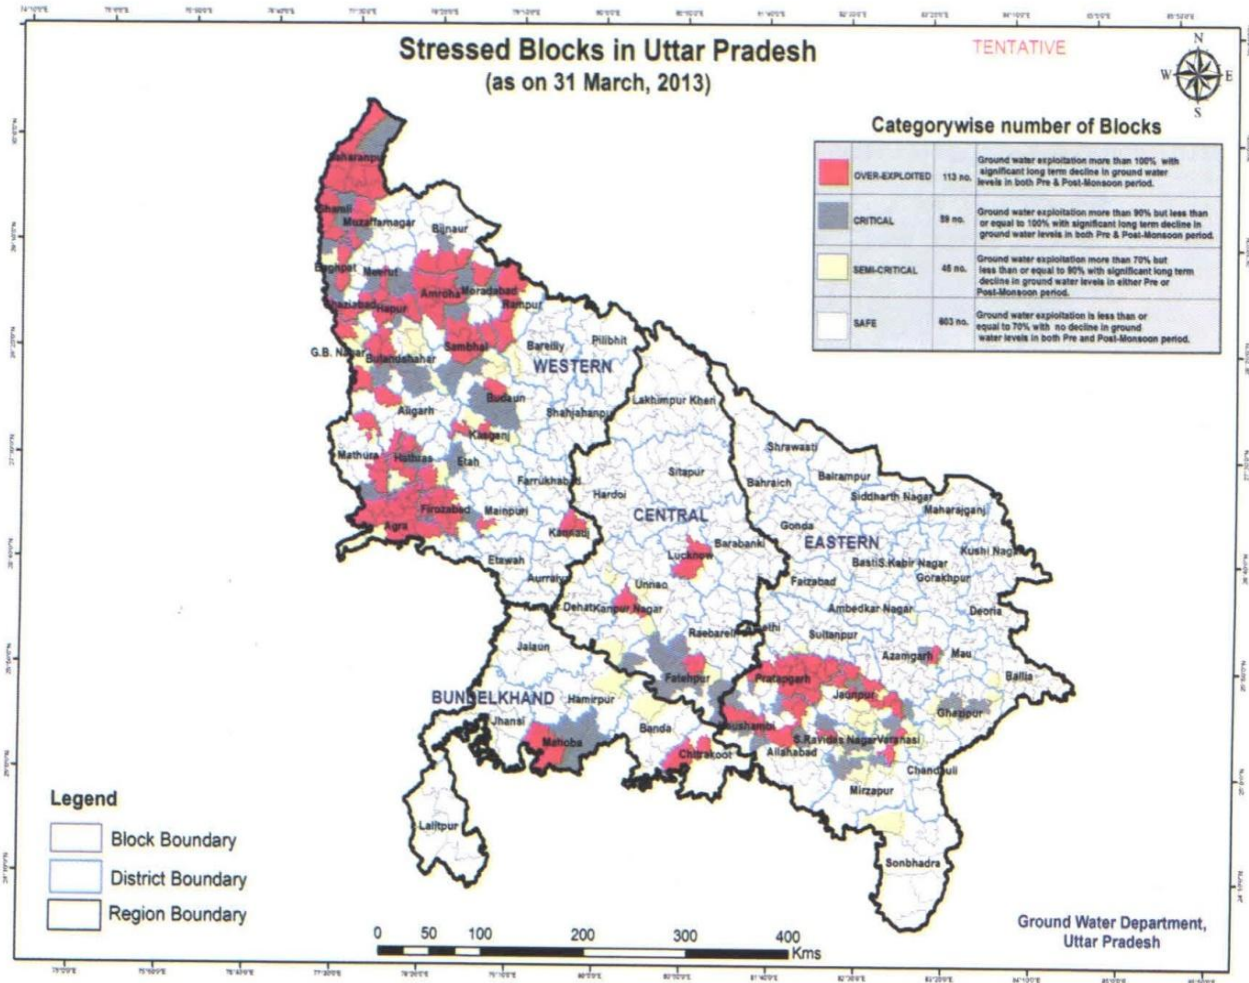 Stressed Blocks in Uttar Pradesh
(as on 31 March, 2013)
TENTATIVE
N
W
E
S
Categorywise number of Blocks
OVER-EXPLOITED 113 no. Ground water exploitation more than 100% with
significant long term decline in ground water
levels in both Pre & Post-Monsoon period.
CRITICAL 59 no. Ground water exploitation more than 90% but less than
or equal to 100% with significant long term decline in
ground water levels in both Pre & Post-Monsoon period.
SEMI-CRITICAL 45 no. Ground water exploitation more than 70% but
less than or equal to 90% with significant long term
decline in ground water levels in either Pre or
Post-Monsoon period.
SAFE 603 no. Ground water exploitation is less than or
equal to 70% with no decline in ground
water levels in both Pre and Post-Monsoon period.
Saharanpur
Shamli
Muzaffarnagar
Bijnaur
Baghpat
Meerut
Ghaziabad
Hapur
Amroha
Moradabad
Rampur
G.B. Nagar
Bulandshahar
Sambhal
Bareilly
Pilibhit
WESTERN
Aligarh
Budaun
Shahjahanpur
Lakhimpur Kheri
Kasganj
Mathura
Hathras
Etah
Farrukhabad
Hardoi
Sitapur
Shrawasti
Bahraich
Balrampur
Siddharth Nagar
Maharajganj
Agra
Firozabad
Mainpuri
Kannauj
CENTRAL
Gonda
EASTERN
Lucknow
Barabanki
Kushi Nagar
Basti
S.Kabir Nagar
Gorakhpur
Etawah
Aurraiya
Unnao
Faizabad
Kanpur Dehat
Kanpur Nagar
Ambedkar Nagar
Deoria
Raebareli
Amethi
Sultanpur
Jalaun
Azamgarh
Mau
Ballia
Fatehpur
Pratapgarh
Jaunpur
BUNDELKHAND
Hamirpur
Ghazipur
Jhansi
Banda
Kaushambi
Mahoba
Chitrakoot
Allahabad
S.Ravidas Nagar
Varanasi
Chandauli
Mirzapur
Lalitpur
Sonbhadra
Legend
Block Boundary
District Boundary
Region Boundary
0 50 100 200 300 400
Kms
Ground Water Department,
Uttar Pradesh